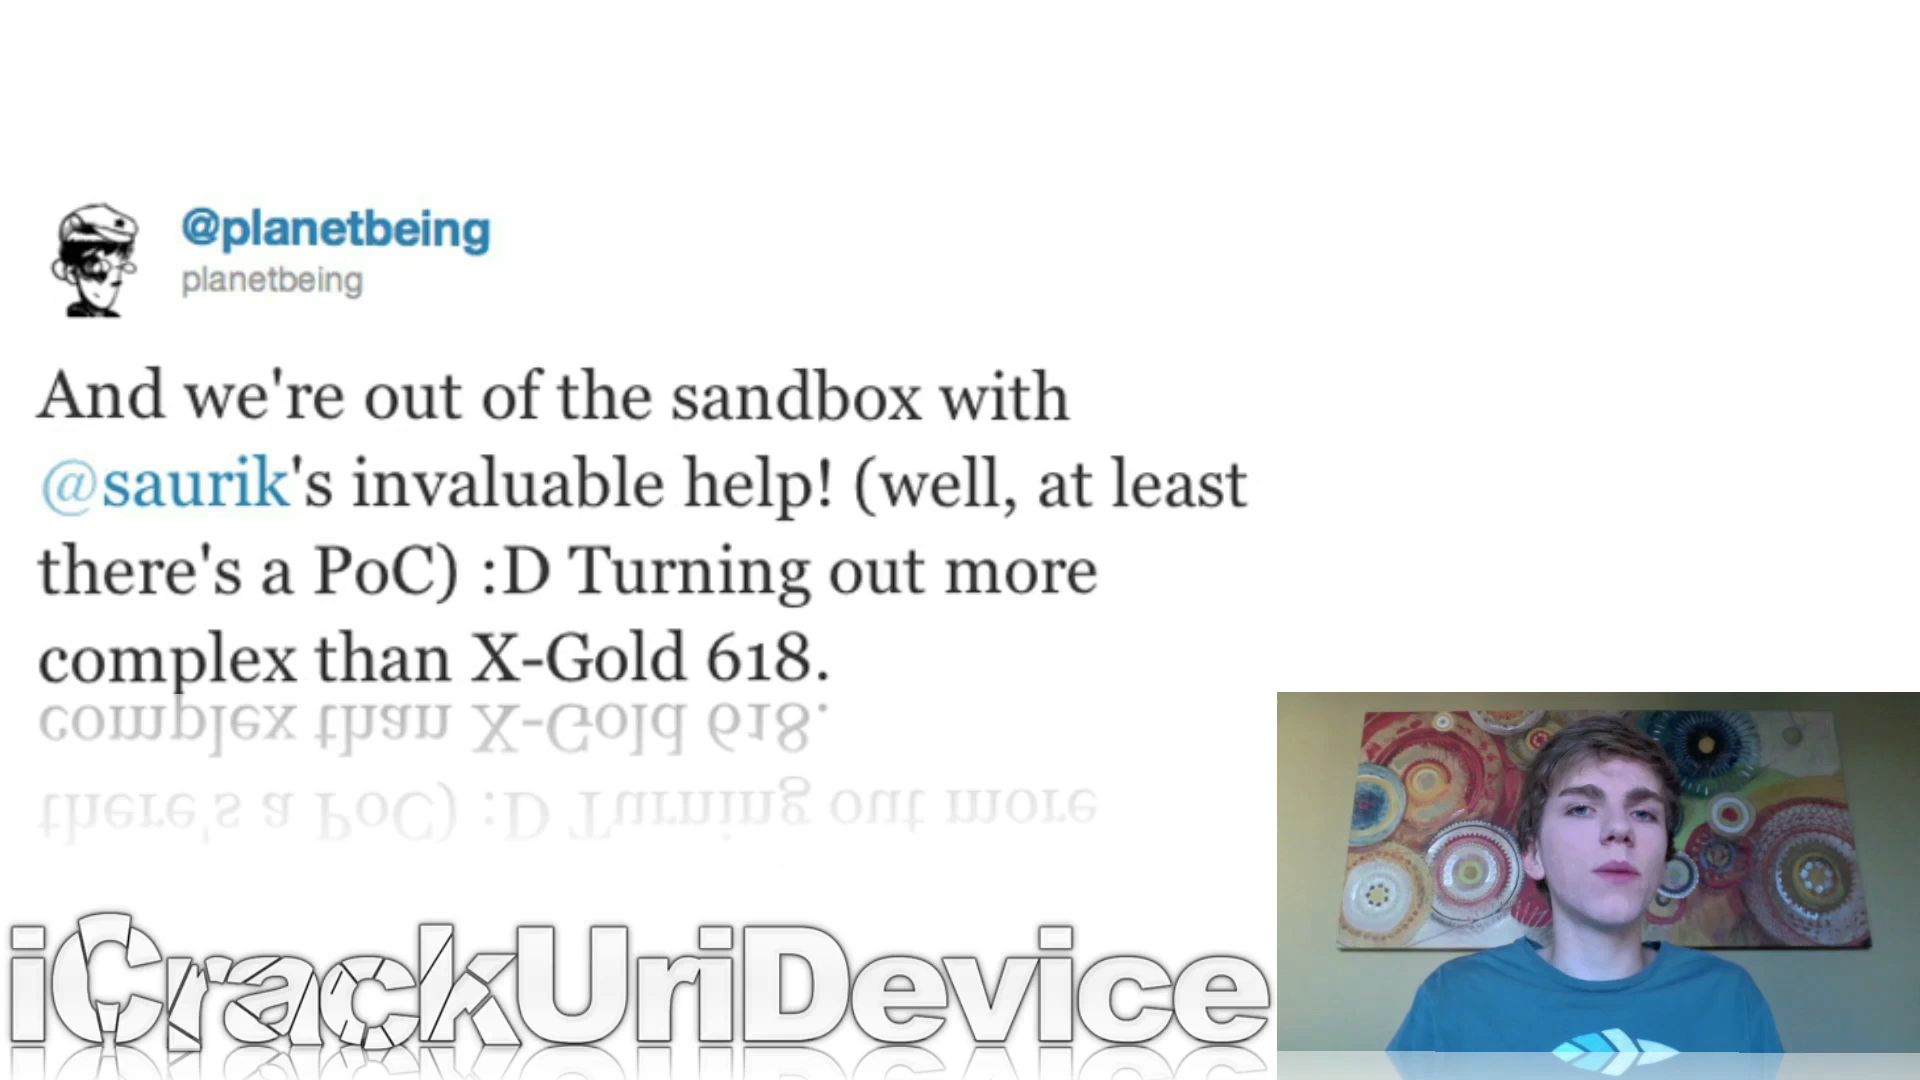 @planetbeing
planetbeing
And we're out of the sandbox with
@saurik's invaluable help! (well, at least
there's a PoC) :D Turning out more
complex than X-Gold 618.
iCrackUriDevice